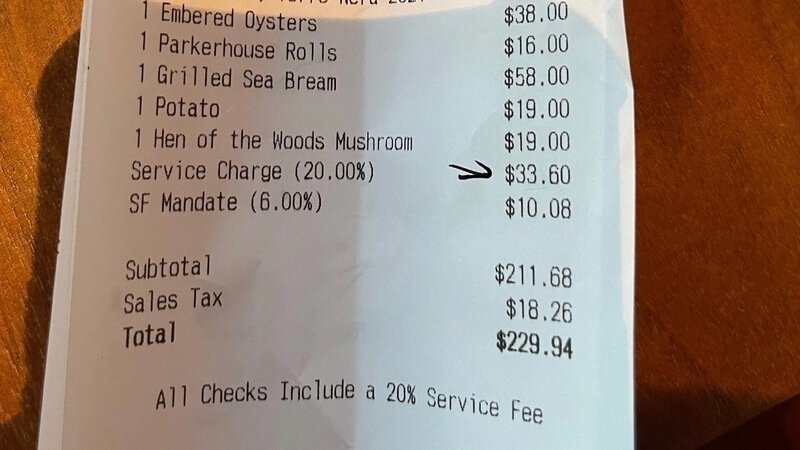 1 Embered Oysters $38.00
1 Parkerhouse Rolls $16.00
1 Grilled Sea Bream $58.00
1 Potato $19.00
1 Hen of the Woods Mushroom $19.00
Service Charge (20.00%) $33.60
SF Mandate (6.00%) $10.08
Subtotal $211.68
Sales Tax $18.26
Total $229.94
All Checks Include a 20% Service Fee